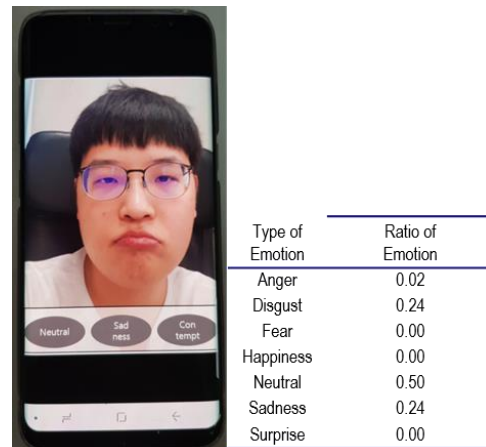 Neutral
Sad
ness
Con
tempt
Type of
Emotion
Ratio of
Emotion
Anger 0.02
Disgust 0.24
Fear 0.00
Happiness 0.00
Neutral 0.50
Sadness 0.24
Surprise 0.00